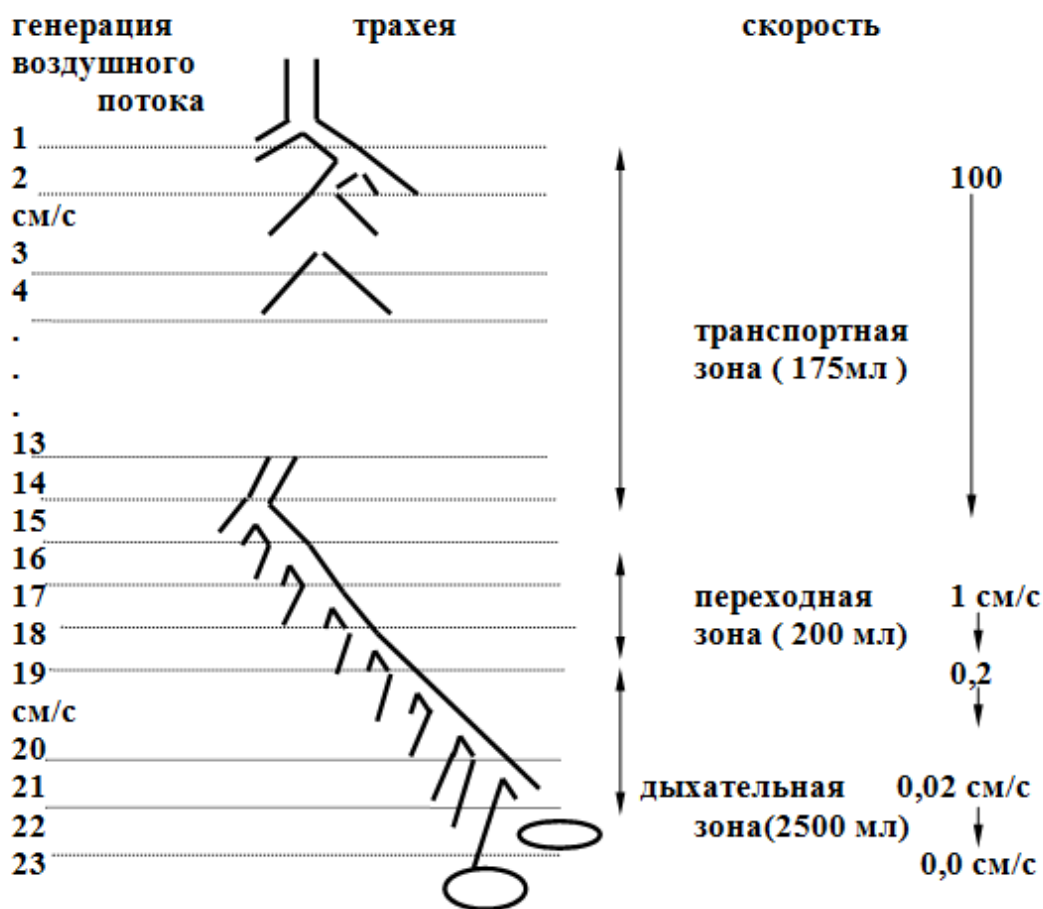 генерация трахея скорость
воздушного
потока
1
2 100
см/с
3
4
.
транспортная
.
зона ( 175мл )
.
13
14
15
16
17 переходная 1 см/с
18 зона ( 200 мл)
19 0,2
см/с
20
21 дыхательная 0,02 см/с
22 зона(2500 мл)
23 0,0 см/с